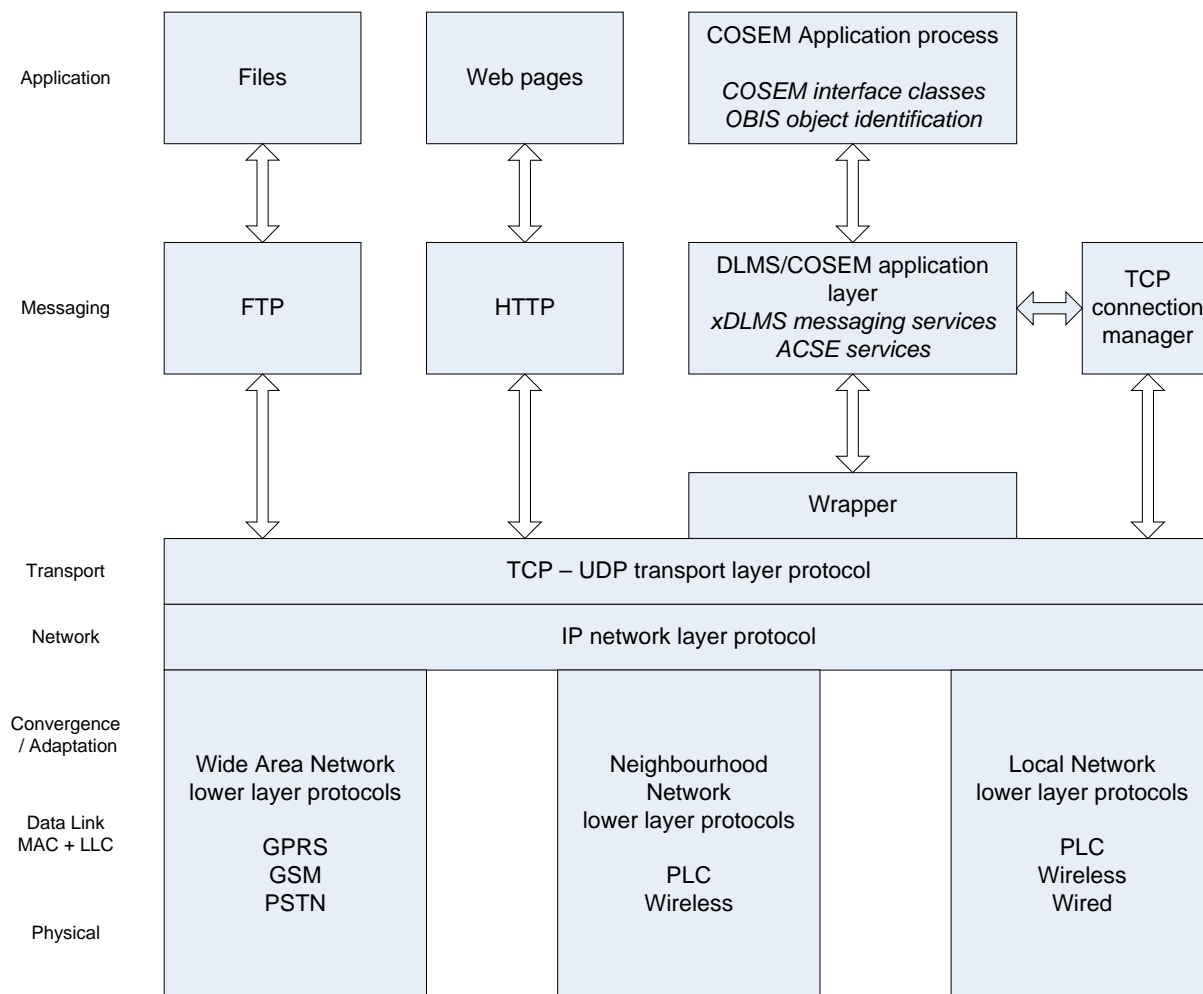 Application
Files
Web pages
COSEM Application process
COSEM interface classes
OBIS object identification
Messaging
FTP
HTTP
DLMS/COSEM application
layer
xDLMS messaging services
ACSE services
TCP
connection
manager
Wrapper
Transport
TCP – UDP transport layer protocol
Network
IP network layer protocol
Convergence
/ Adaptation
Data Link
MAC + LLC
Physical
Wide Area Network
lower layer protocols
GPRS
GSM
PSTN
Neighbourhood
Network
lower layer protocols
PLC
Wireless
Local Network
lower layer protocols
PLC
Wireless
Wired